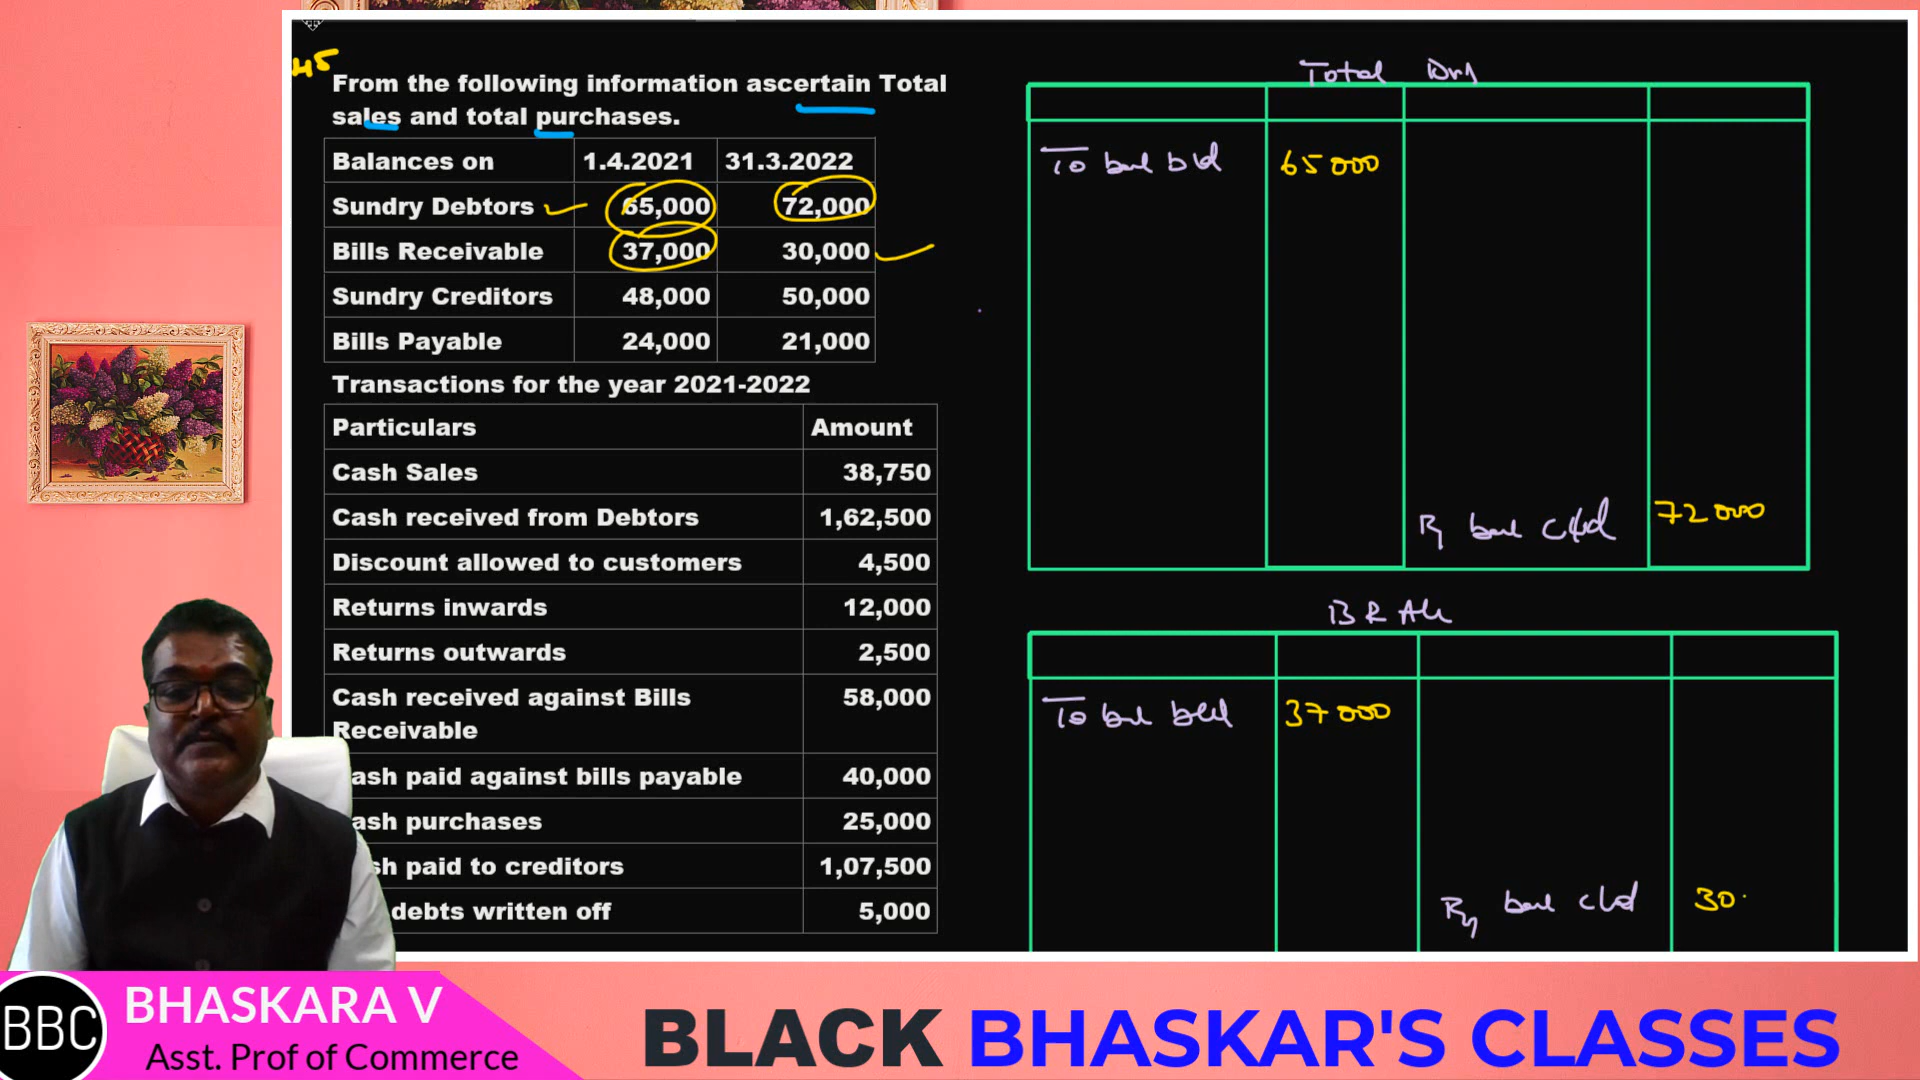 45
From the following information ascertain Total
sales and total purchases.
Balances on 1.4.2021 31.3.2022
Sundry Debtors 65,000 72,000
Bills Receivable 37,000 30,000
Sundry Creditors 48,000 50,000
Bills Payable 24,000 21,000
Transactions for the year 2021-2022
Particulars Amount
Cash Sales 38,750
Cash received from Debtors 1,62,500
Discount allowed to customers 4,500
Returns inwards 12,000
Returns outwards 2,500
Cash received against Bills 58,000
Receivable
ash paid against bills payable 40,000
ash purchases 25,000
sh paid to creditors 1,07,500
debts written off 5,000
Total Drs
To bal b/d 65000
By bal c/d 72000
B R A/c
To bal b/d 37000
By bal c/d 30
BBC
BHASKARA V
Asst. Prof of Commerce
BLACK BHASKAR'S CLASSES